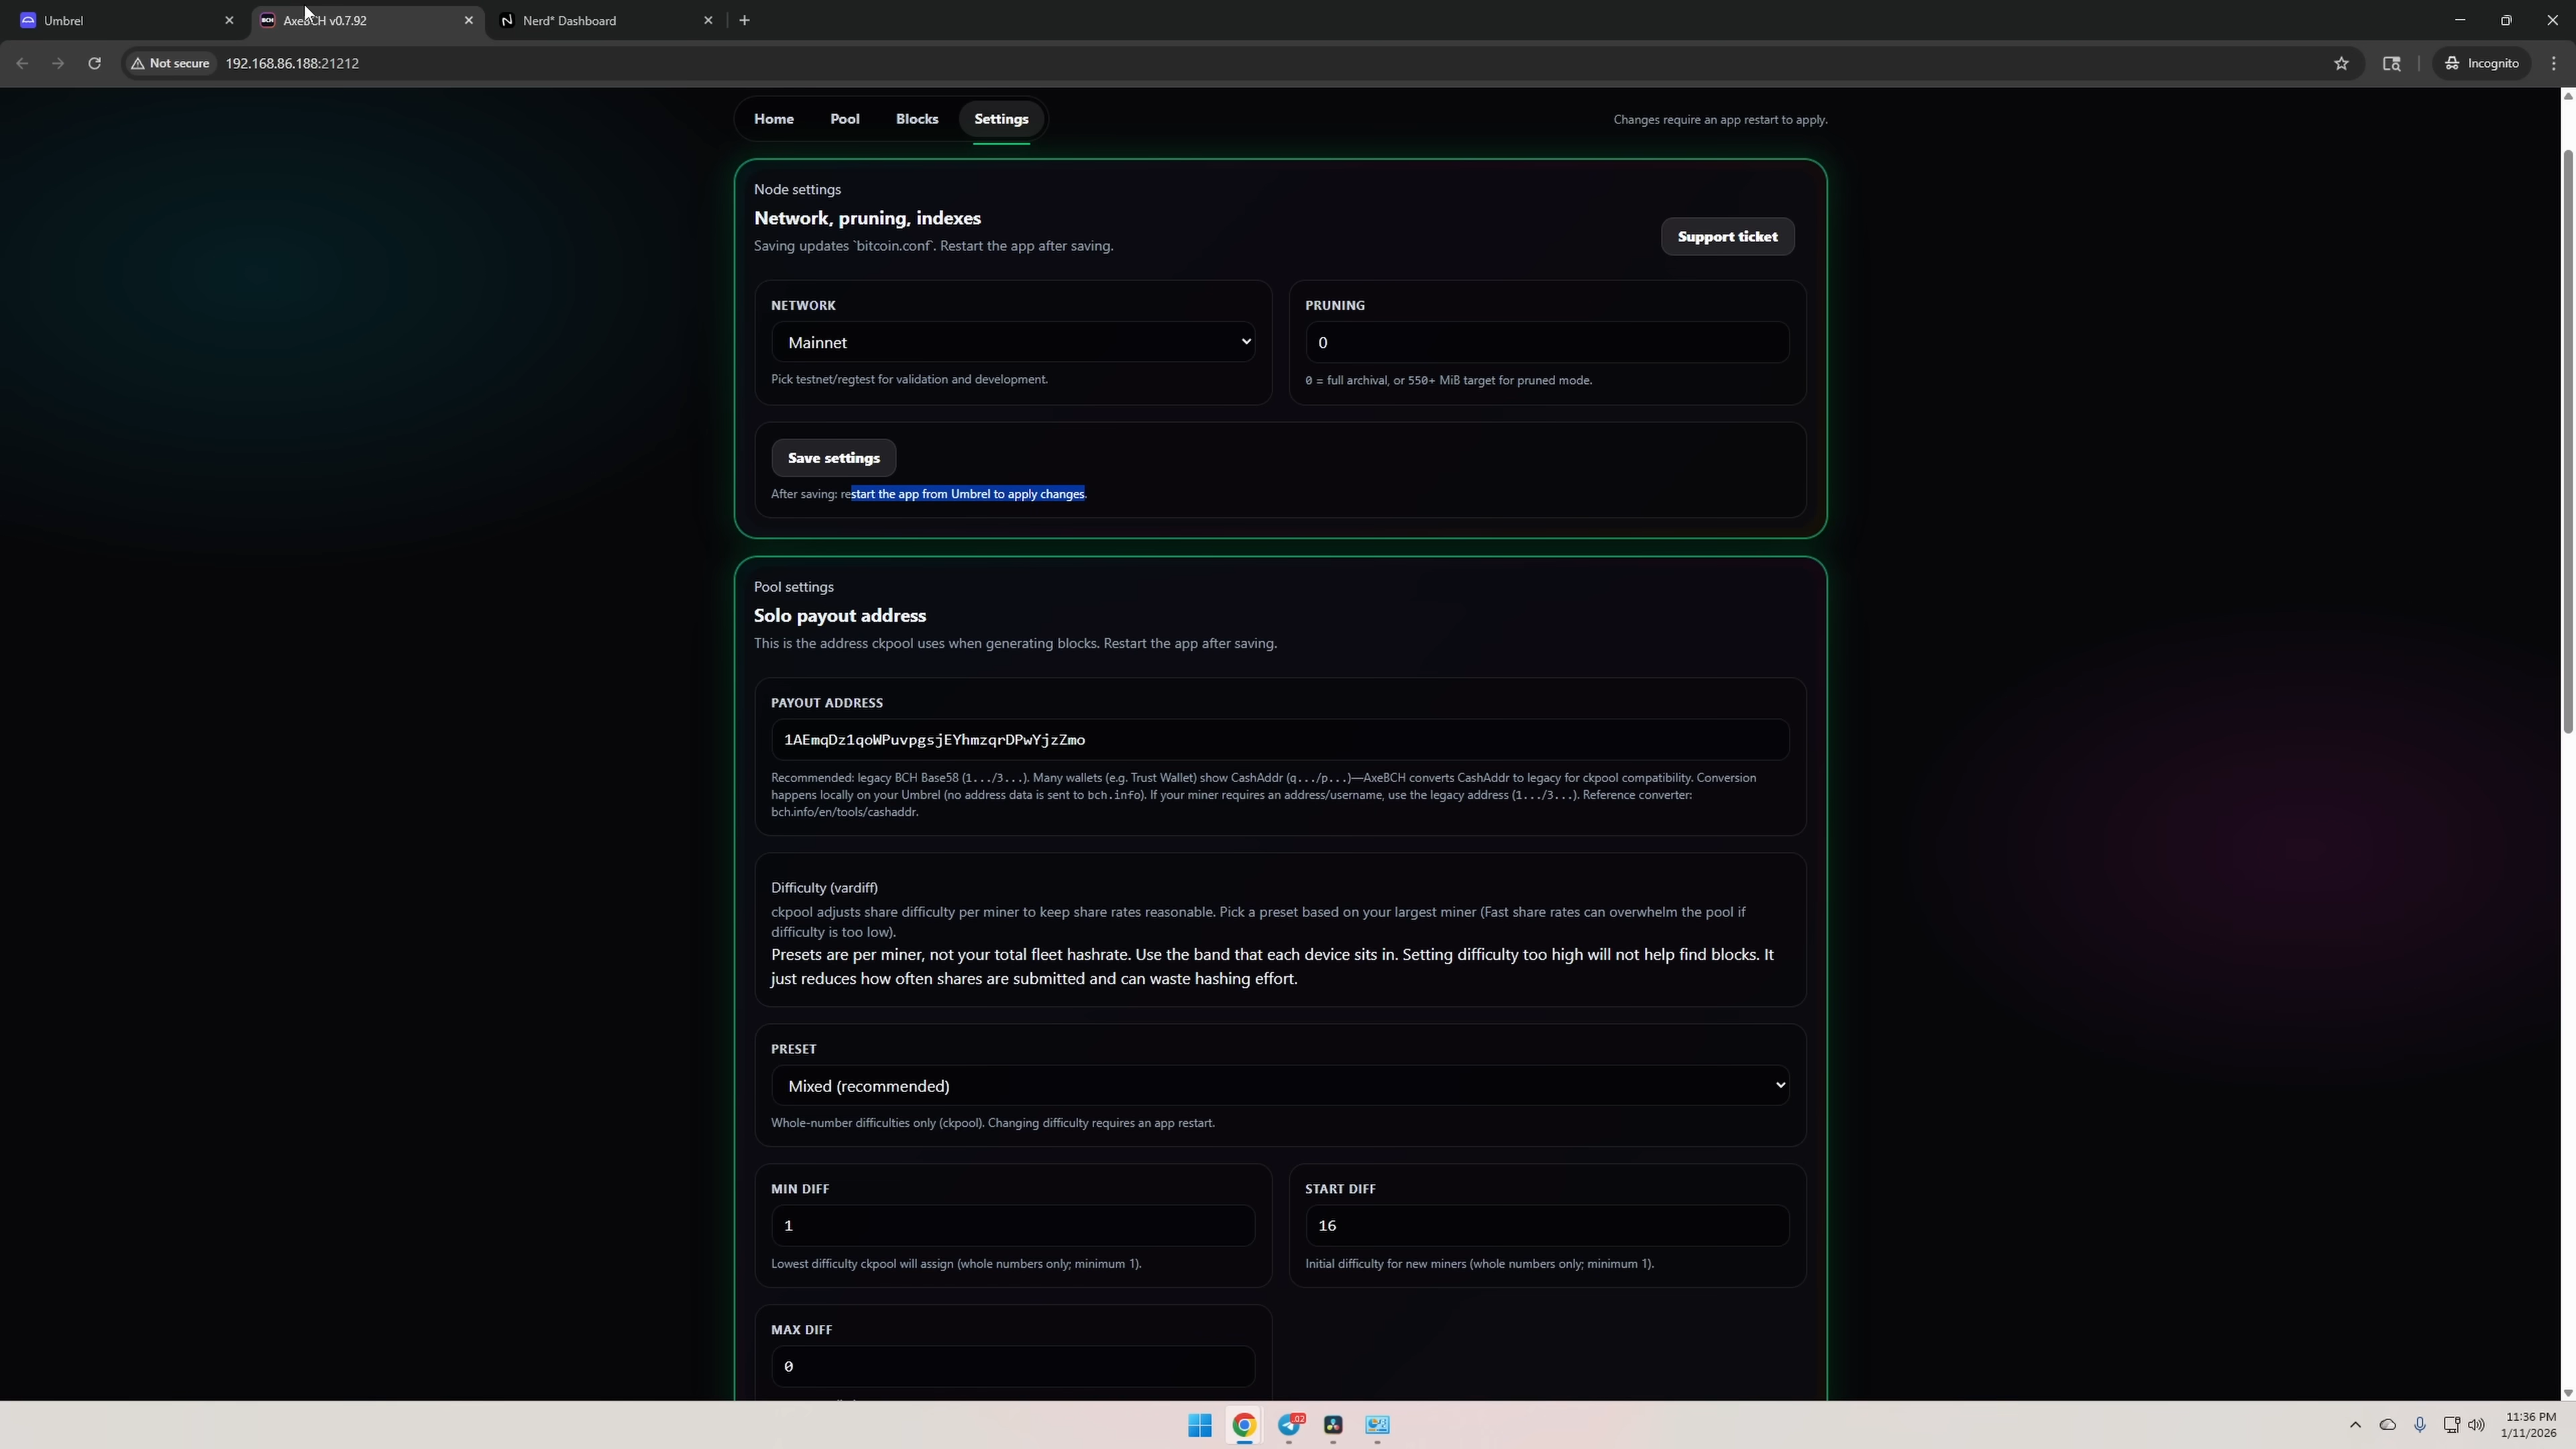 Umbrel
BCH
AxeBCH v0.7.92
Nerd* Dashboard
Not secure
192.168.86.188:21212
Incognito
Home
Pool
Blocks
Settings
Changes require an app restart to apply.
Node settings
Network, pruning, indexes
Saving updates `bitcoin.conf`. Restart the app after saving.
Support ticket
NETWORK
Mainnet
Pick testnet/regtest for validation and development.
PRUNING
0
0 = full archival, or 550+ MiB target for pruned mode.
Save settings
After saving: restart the app from Umbrel to apply changes.
Pool settings
Solo payout address
This is the address ckpool uses when generating blocks. Restart the app after saving.
PAYOUT ADDRESS
1AEmqDz1qoWPuvpgsjEYhmzqrDPwYjzZmo
Recommended: legacy BCH Base58 (1.../3...). Many wallets (e.g. Trust Wallet) show CashAddr (q.../p...)—AxeBCH converts CashAddr to legacy for ckpool compatibility. Conversion
happens locally on your Umbrel (no address data is sent to bch.info). If your miner requires an address/username, use the legacy address (1.../3...). Reference converter:
bch.info/en/tools/cashaddr.
Difficulty (vardiff)
ckpool adjusts share difficulty per miner to keep share rates reasonable. Pick a preset based on your largest miner (Fast share rates can overwhelm the pool if
difficulty is too low).
Presets are per miner, not your total fleet hashrate. Use the band that each device sits in. Setting difficulty too high will not help find blocks. It
just reduces how often shares are submitted and can waste hashing effort.
PRESET
Mixed (recommended)
Whole-number difficulties only (ckpool). Changing difficulty requires an app restart.
MIN DIFF
1
Lowest difficulty ckpool will assign (whole numbers only; minimum 1).
START DIFF
16
Initial difficulty for new miners (whole numbers only; minimum 1).
MAX DIFF
0
11:36 PM
1/11/2026